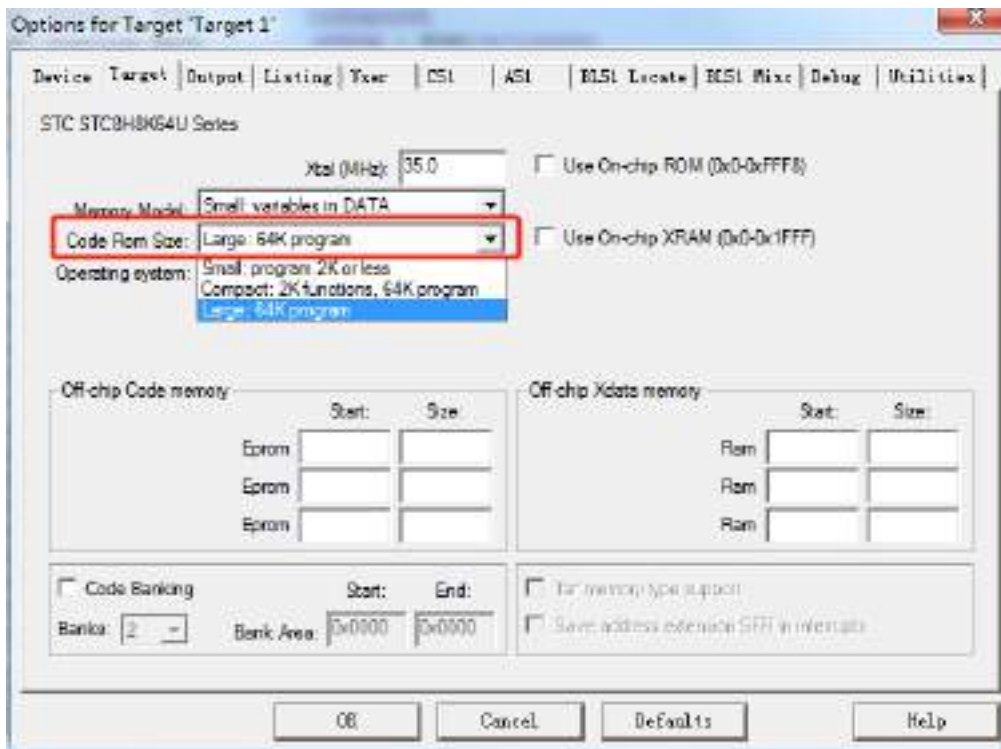 Options for Target 'Target 1'
Device Target Output Listing User C51 A51 BL51 Locate BL51 Misc Debug Utilities
STC STC8H8K64U Series
Xtal (MHz): 35.0
Use On-chip ROM (0x0-0xFFF8)
Memory Model: Small: variables in DATA
Code Rom Size: Large: 64K program
Use On-chip XRAM (0x0-0x1FFF)
Operating system:
Small: program 2K or less
Compact: 2K functions, 64K program
Large: 64K program
Off-chip Code memory
Start: Size:
Eprom
Eprom
Eprom
Off-chip Xdata memory
Start: Size:
Ram
Ram
Ram
Code Banking Start: End:
Banks: 2 Bank Area: 0x0000 0x0000
'far' memory type support
Save address extension SFR in interrupts
OK Cancel Defaults Help